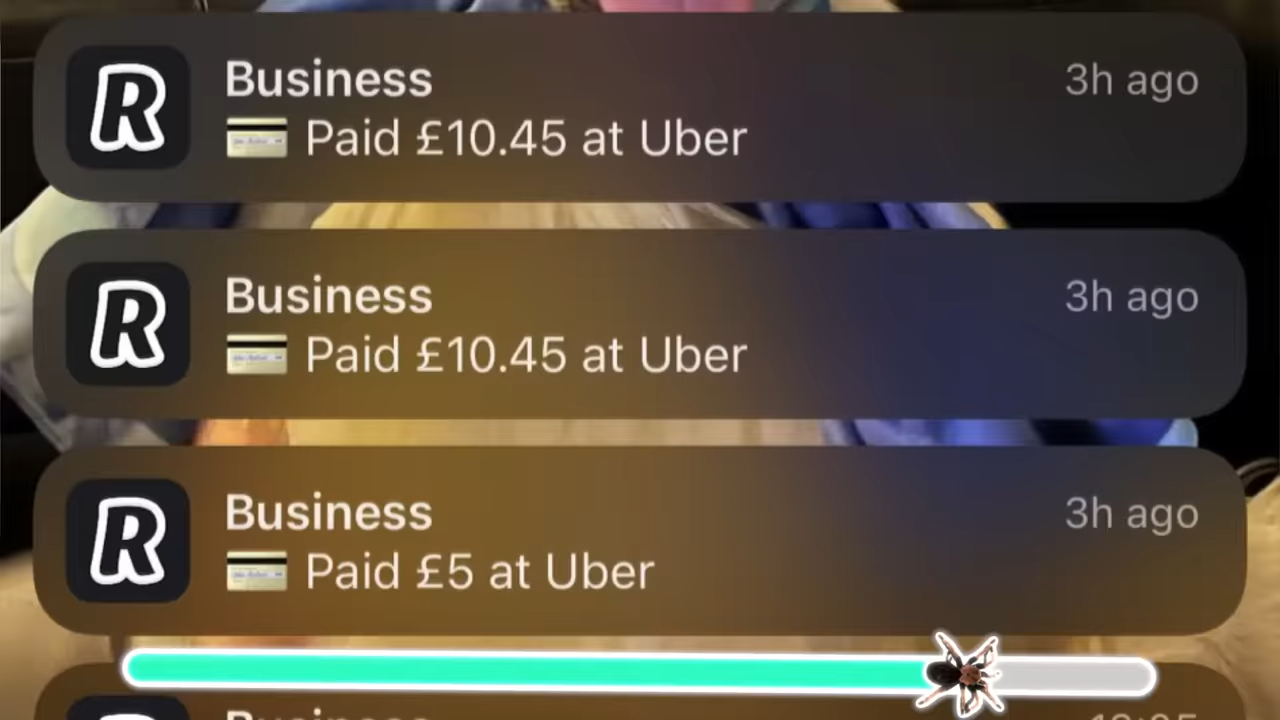 Business
3h ago
💳 Paid £10.45 at Uber
Business
3h ago
💳 Paid £10.45 at Uber
Business
3h ago
💳 Paid £5 at Uber
Business